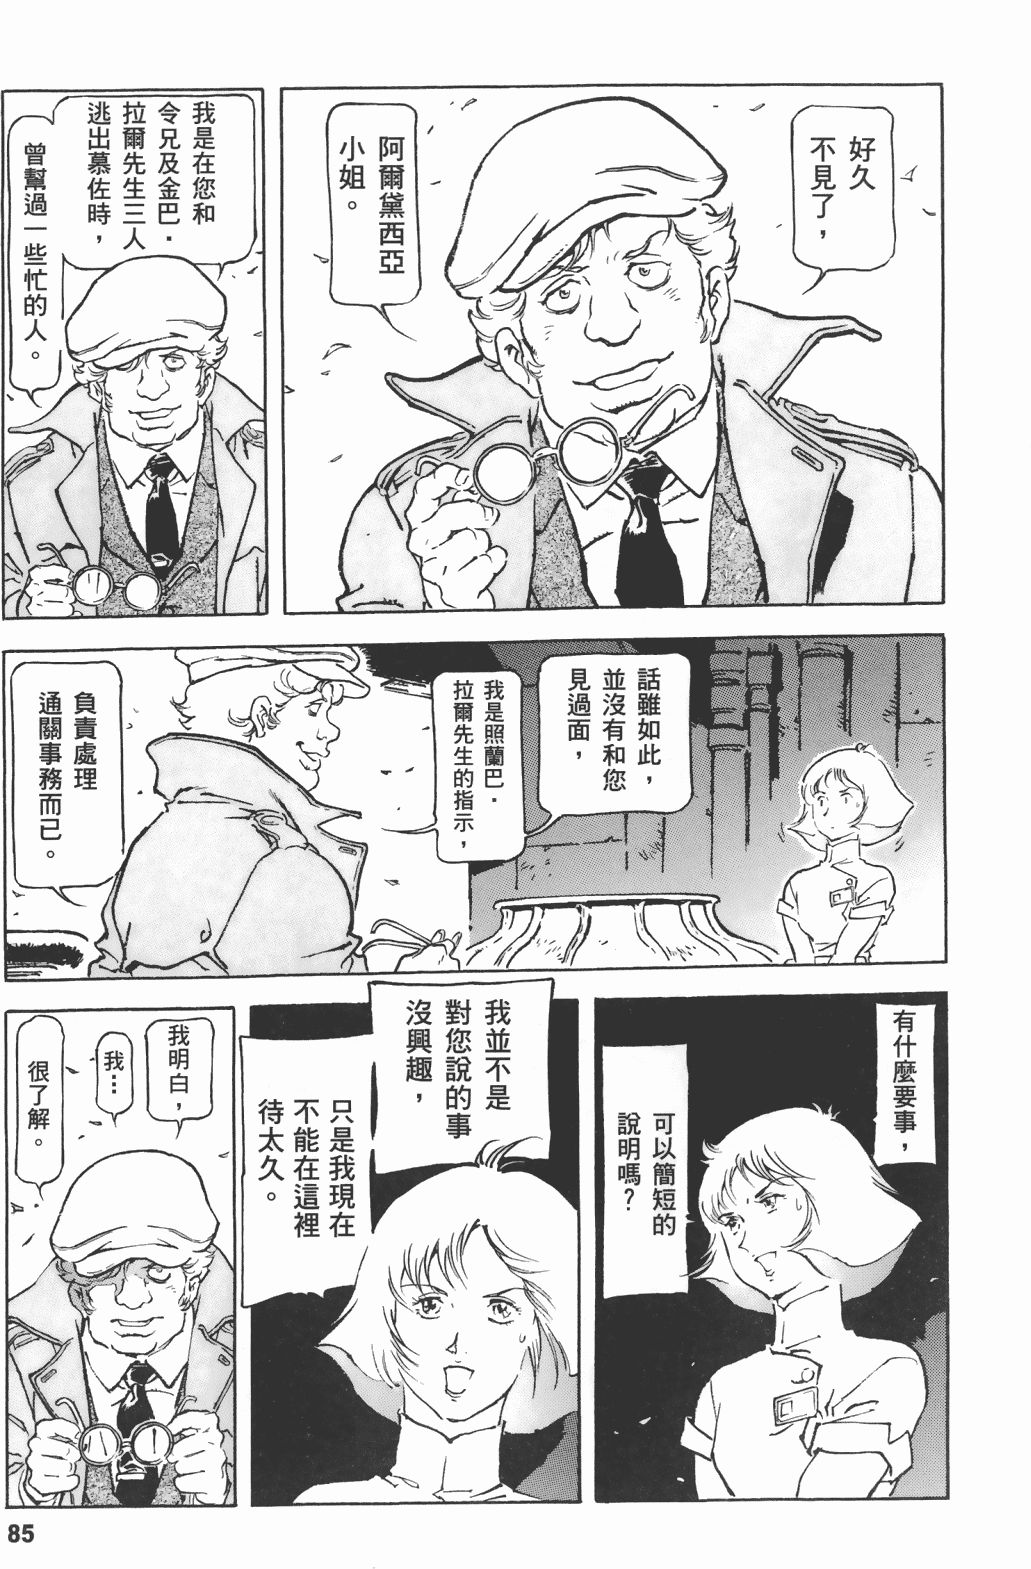 好久
不見了，
阿爾黛西亞
小姐。
我是在您和
令兄及金巴．
拉爾先生三人
逃出慕佐時，
曾幫過一些忙的人。
話雖如此，
並沒有和您
見過面，
我是照蘭巴．
拉爾先生的指示，
負責處理
通關事務而已。
有什麼要事，
可以簡短的
說明嗎？
我並不是
對您說的事
沒興趣，
只是我現在
不能在這裡
待太久。
我明白，
我…
很了解。
85